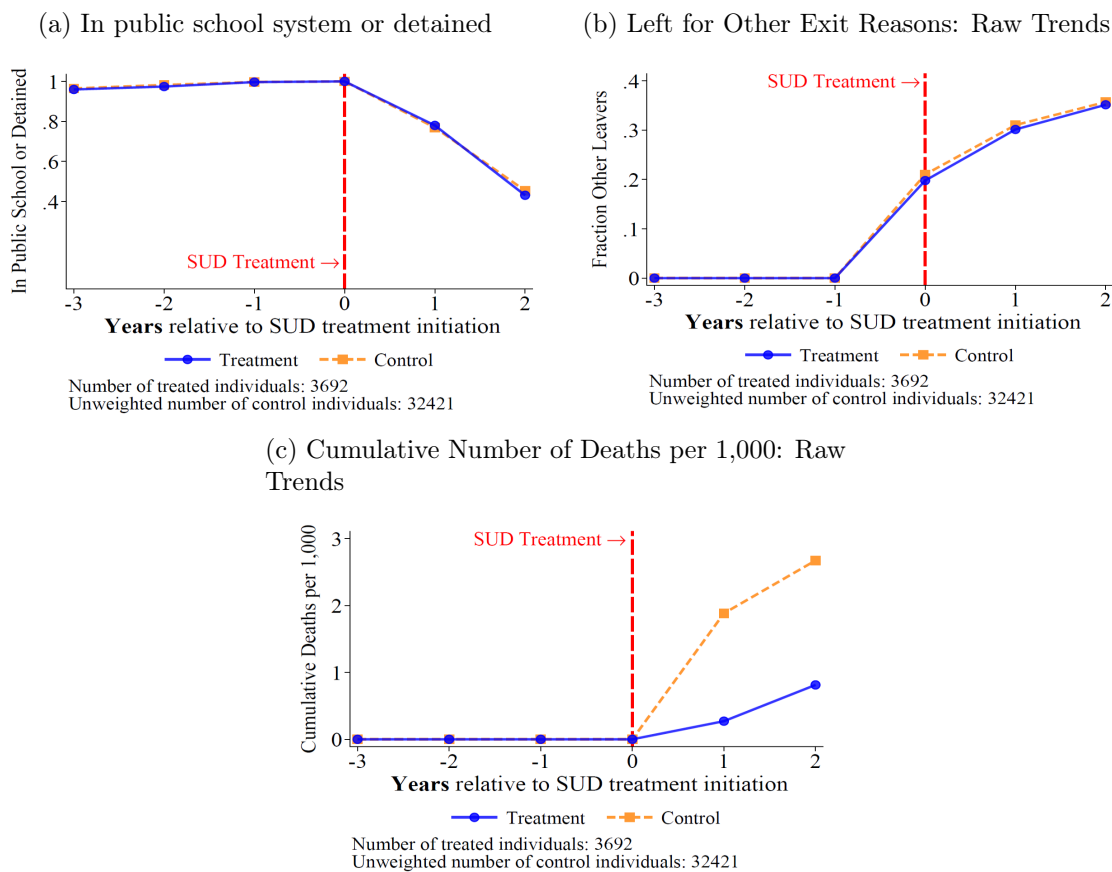 (a) In public school system or detained
In Public School or Detained
1
.8
.6
.4
SUD Treatment →
-3 -2 -1 0 1 2
Years relative to SUD treatment initiation
Treatment Control
Number of treated individuals: 3692
Unweighted number of control individuals: 32421
(b) Left for Other Exit Reasons: Raw Trends
Fraction Other Leavers
.4
.3
.2
.1
0
SUD Treatment →
-3 -2 -1 0 1 2
Years relative to SUD treatment initiation
Treatment Control
Number of treated individuals: 3692
Unweighted number of control individuals: 32421
(c) Cumulative Number of Deaths per 1,000: Raw
Trends
Cumulative Deaths per 1,000
3
2
1
0
SUD Treatment →
-3 -2 -1 0 1 2
Years relative to SUD treatment initiation
Treatment Control
Number of treated individuals: 3692
Unweighted number of control individuals: 32421